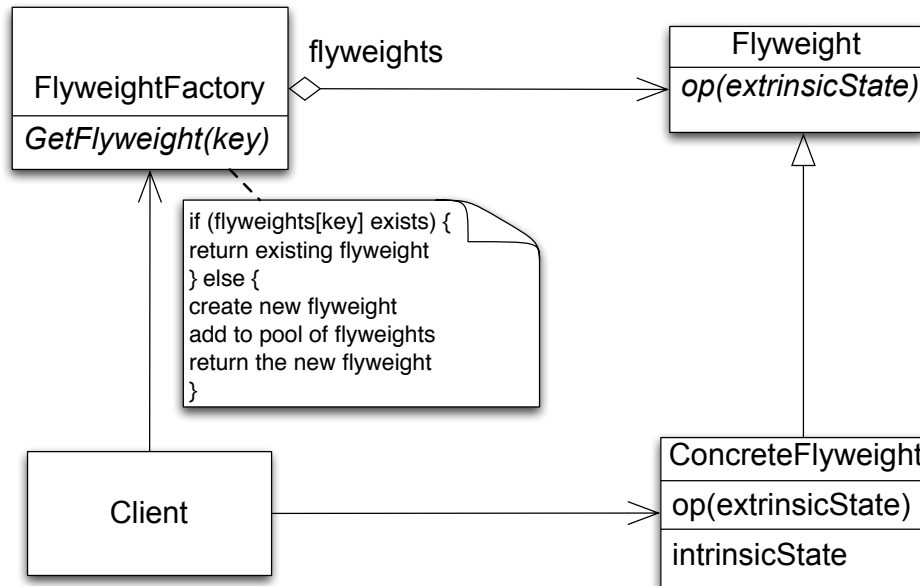 flyweights
FlyweightFactory
GetFlyweight(key)
Flyweight
op(extrinsicState)
if (flyweights[key] exists) {
return existing flyweight
} else {
create new flyweight
add to pool of flyweights
return the new flyweight
}
Client
ConcreteFlyweight
op(extrinsicState)
intrinsicState